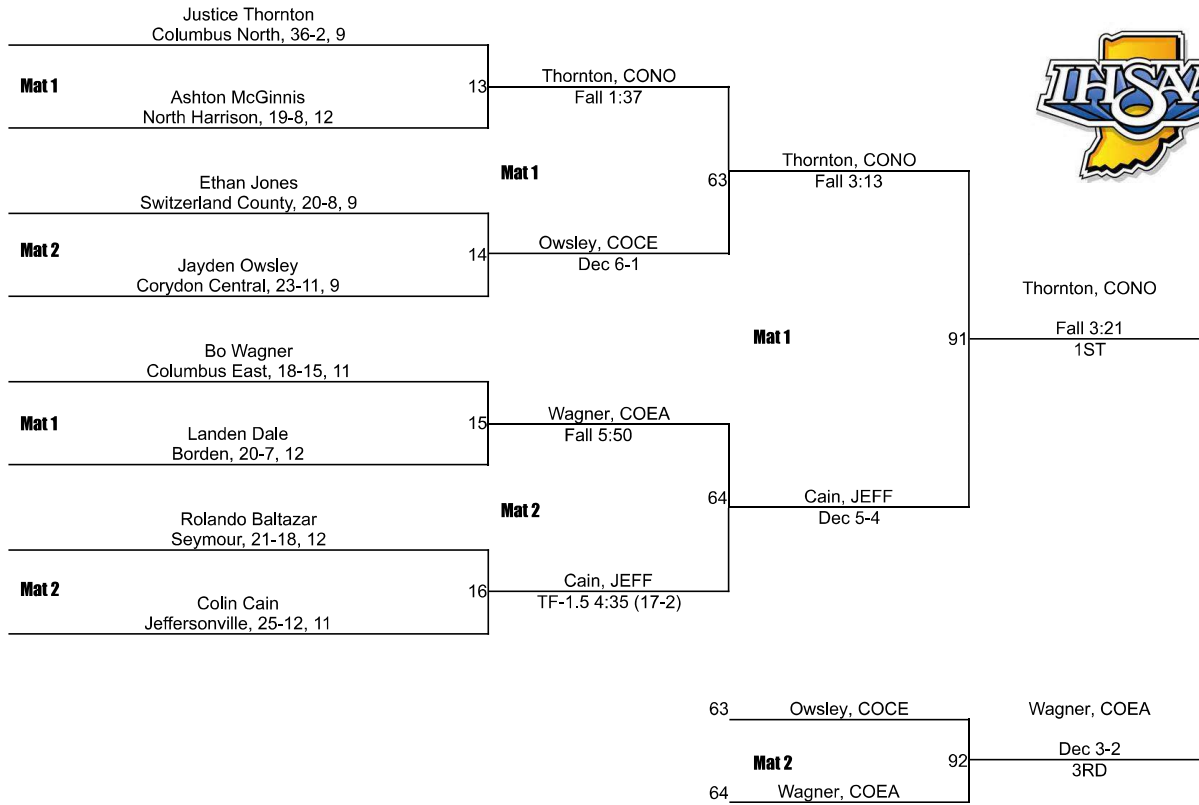 Justice Thornton
Columbus North, 36-2, 9
Mat 1
13
Ashton McGinnis
North Harrison, 19-8, 12
Thornton, CONO
Fall 1:37
Ethan Jones
Switzerland County, 20-8, 9
Mat 2
14
Jayden Owsley
Corydon Central, 23-11, 9
Owsley, COCE
Dec 6-1
Mat 1
63
Thornton, CONO
Fall 3:13
Bo Wagner
Columbus East, 18-15, 11
Mat 1
15
Landen Dale
Borden, 20-7, 12
Wagner, COEA
Fall 5:50
Rolando Baltazar
Seymour, 21-18, 12
Mat 2
16
Colin Cain
Jeffersonville, 25-12, 11
Cain, JEFF
TF-1.5 4:35 (17-2)
Mat 2
64
Cain, JEFF
Dec 5-4
Mat 1
91
Thornton, CONO
Fall 3:21
1ST
63
Owsley, COCE
Mat 2
92
64
Wagner, COEA
Wagner, COEA
Dec 3-2
3RD
IHSAA